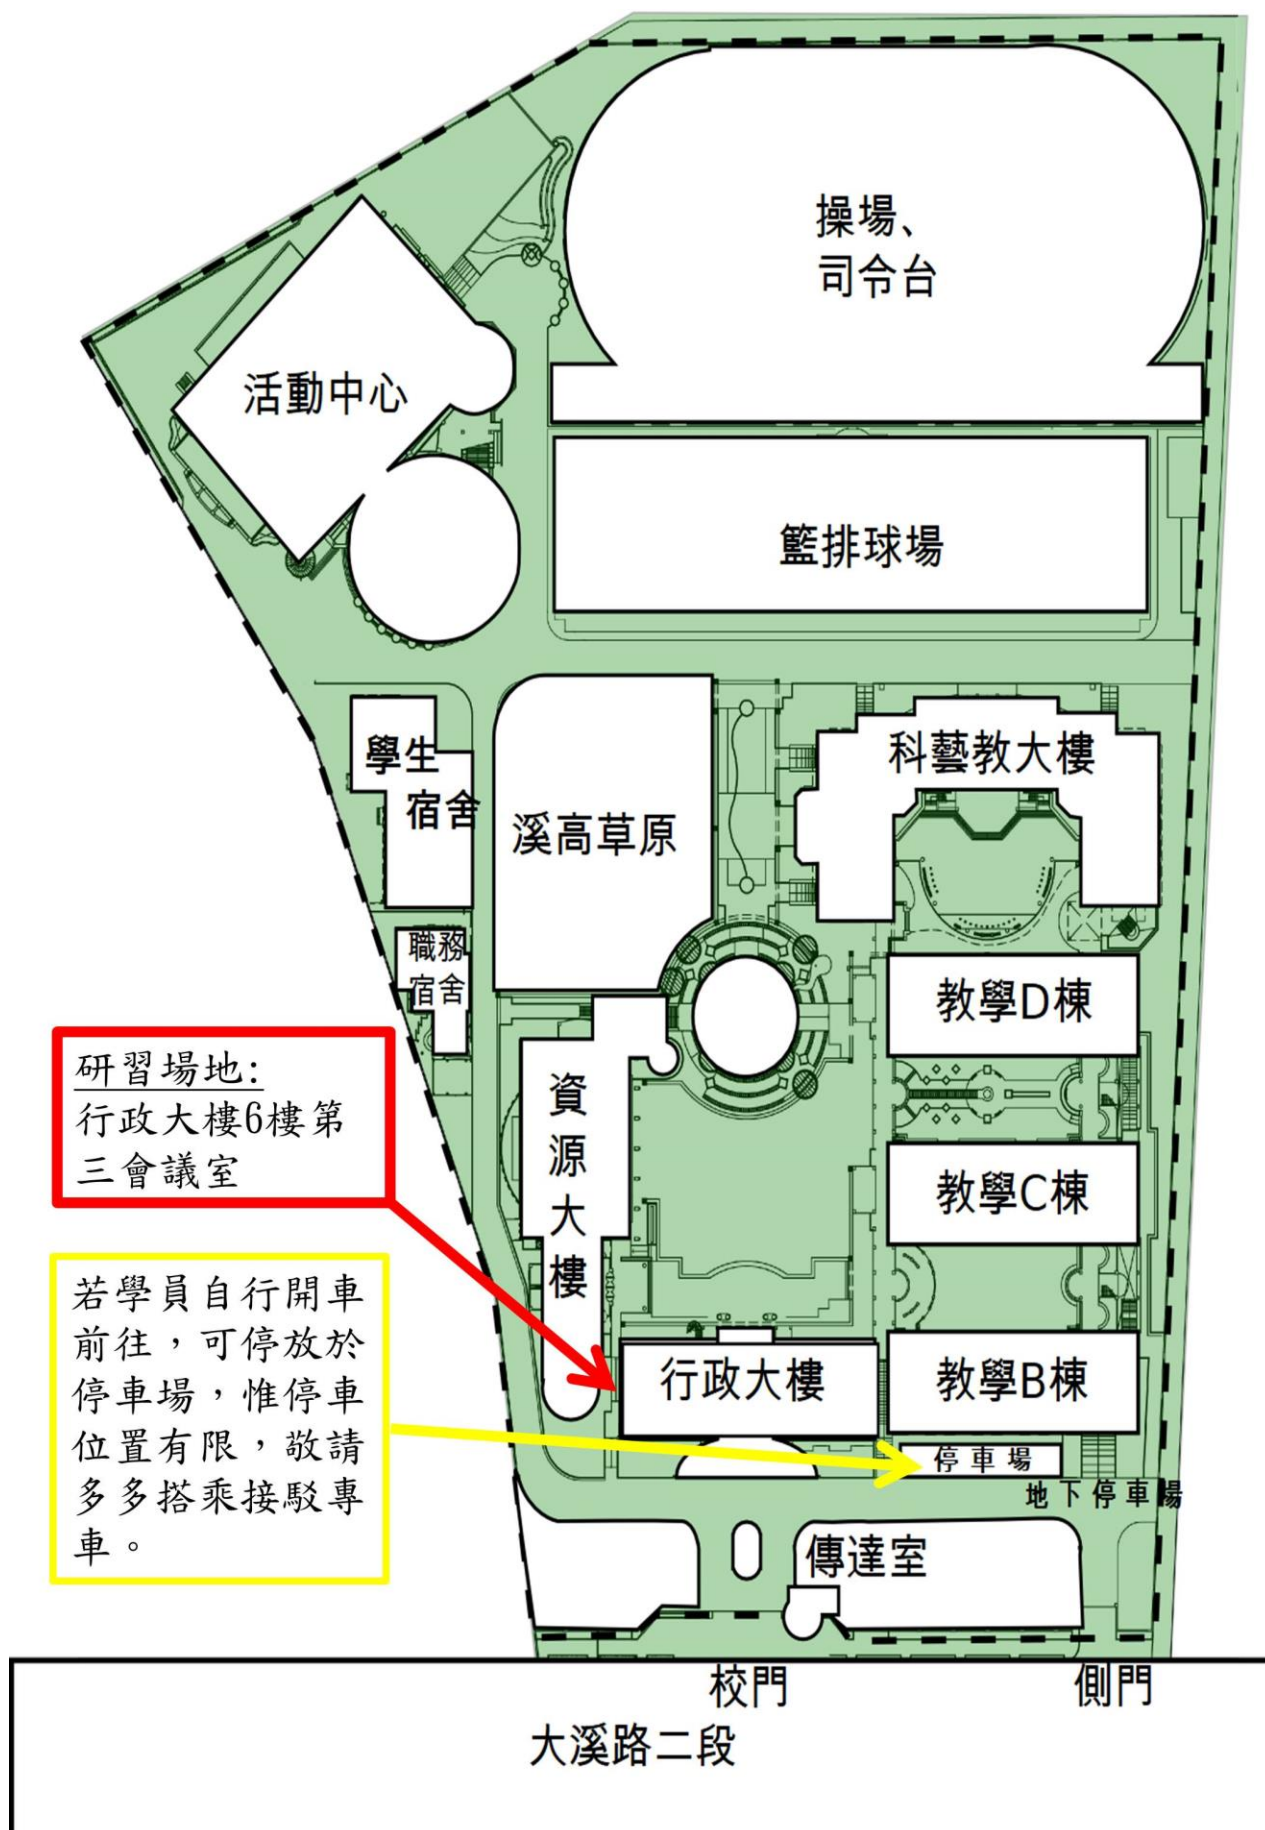 操場、
司令台
活動中心
籃排球場
學生
宿舍
溪高草原
科藝教大樓
職務
宿舍
教學D棟
研習場地:
行政大樓6樓第
三會議室
資
源
大
樓
教學C棟
若學員自行開車
前往，可停放於
停車場，惟停車
位置有限，敬請
多多搭乘接駁專
車。
行政大樓
教學B棟
停車場
地下停車場
傳達室
校門
側門
大溪路二段